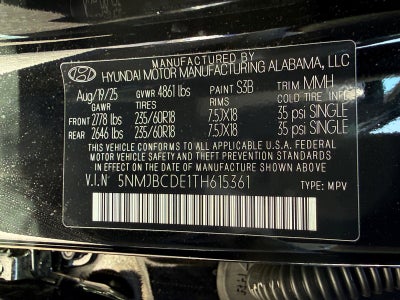 MANUFACTURED BY
HYUNDAI MOTOR MANUFACTURING ALABAMA, LLC
Aug/19/25 GVWR 4861 lbs PAINT S3B TRIM MMH
GAWR TIRES RIMS COLD TIRE INF.
FRONT 2778 lbs 235/60R18 7.5JX18 35 psi SINGLE
REAR 2646 lbs 235/60R18 7.5JX18 35 psi SINGLE
THIS VEHICLE CONFORMS TO ALL APPLICABLE U.S.A. FEDERAL
MOTOR VEHICLE SAFETY BUMPER AND THEFT PREVENTION STANDARDS
IN EFFECT ON THE DATE OF MANUFACTURE SHOWN ABOVE.
V.I.N 5NMJBCDE1TH615361 TYPE: MPV